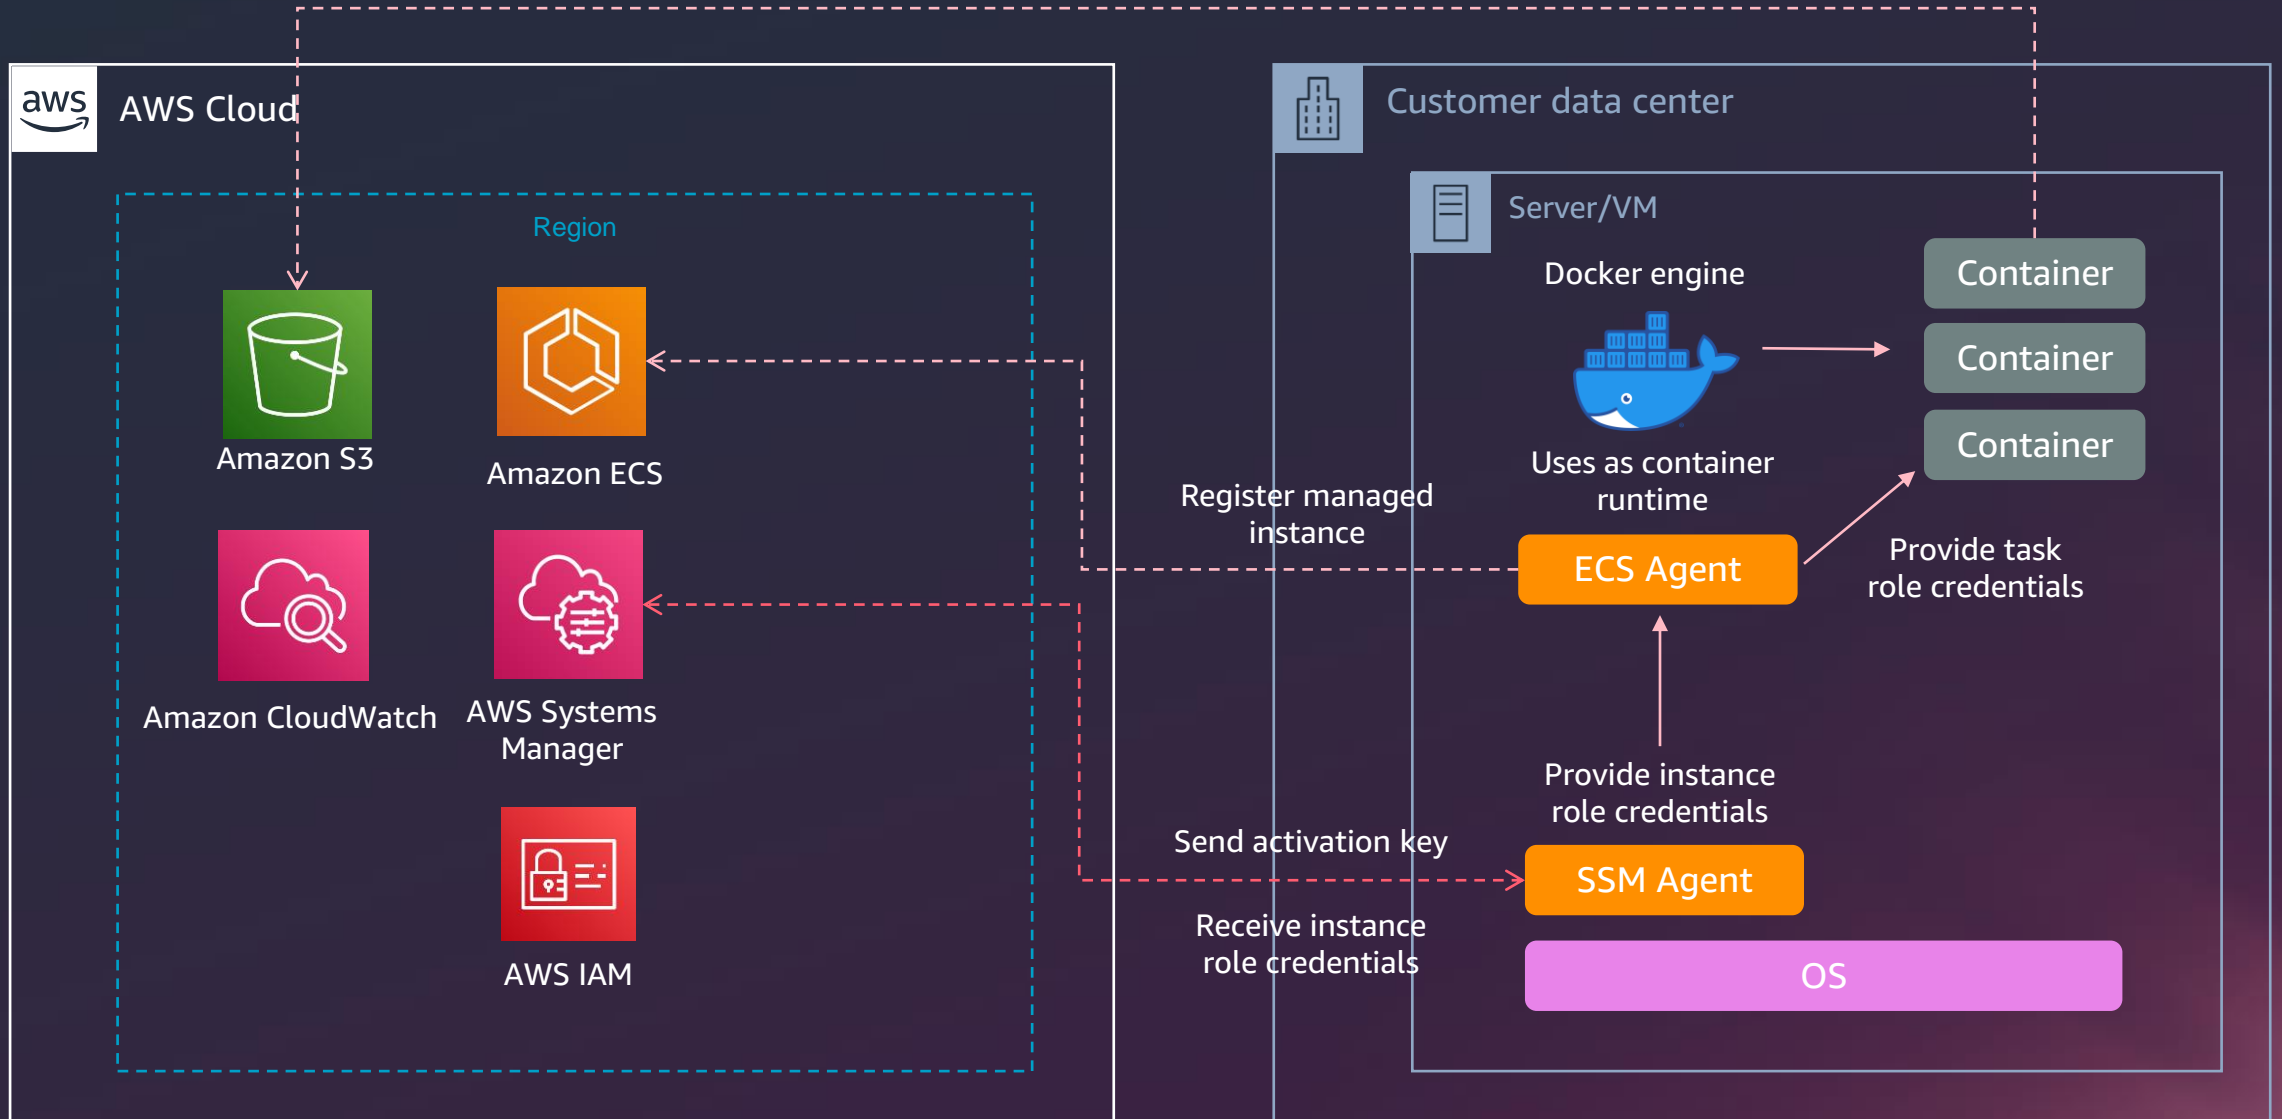 aws
AWS Cloud
Region
Amazon S3
Amazon ECS
Amazon CloudWatch
AWS Systems
Manager
AWS IAM
Register managed
instance
Send activation key
Receive instance
role credentials
Customer data center
Server/VM
Docker engine
Uses as container
runtime
Container
Container
Container
ECS Agent
Provide task
role credentials
Provide instance
role credentials
SSM Agent
OS